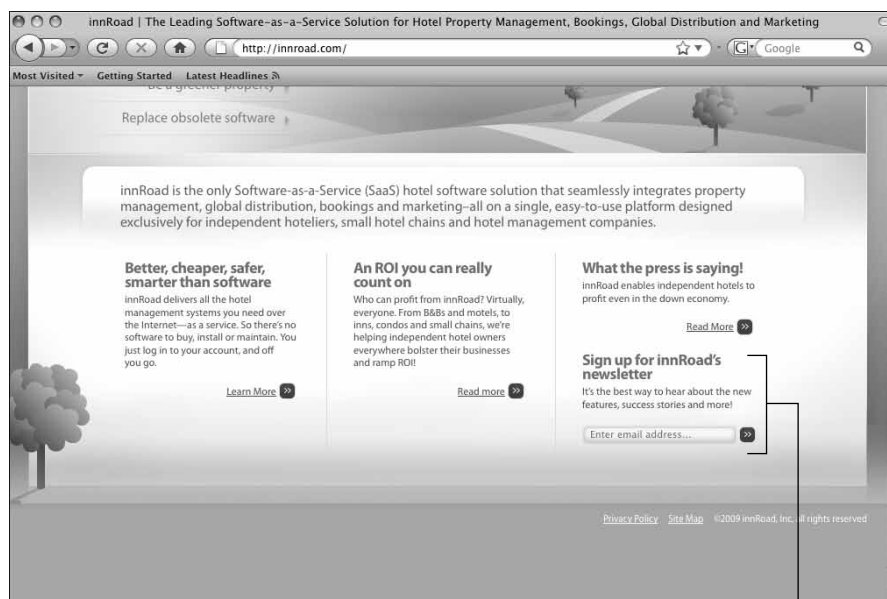 innRoad | The Leading Software-as-a-Service Solution for Hotel Property Management, Bookings, Global Distribution and Marketing
http://innroad.com/
Google
Most Visited Getting Started Latest Headlines
Be a greener property
Replace obsolete software
innRoad is the only Software-as-a-Service (SaaS) hotel software solution that seamlessly integrates property
management, global distribution, bookings and marketing–all on a single, easy-to-use platform designed
exclusively for independent hoteliers, small hotel chains and hotel management companies.
Better, cheaper, safer,
smarter than software
innRoad delivers all the hotel
management systems you need over
the Internet—as a service. So there's no
software to buy, install or maintain. You
just log in to your account, and off
you go.
Learn More
An ROI you can really
count on
Who can profit from innRoad? Virtually,
everyone. From B&Bs and motels, to
inns, condos and small chains, we're
helping independent hotel owners
everywhere bolster their businesses
and ramp ROI!
Read more
What the press is saying!
innRoad enables independent hotels to
profit even in the down economy.
Read More
Sign up for innRoad's
newsletter
It's the best way to hear about the new
features, success stories and more!
Enter email address...
Privacy Policy Site Map ©2009 innRoad, Inc, all rights reserved